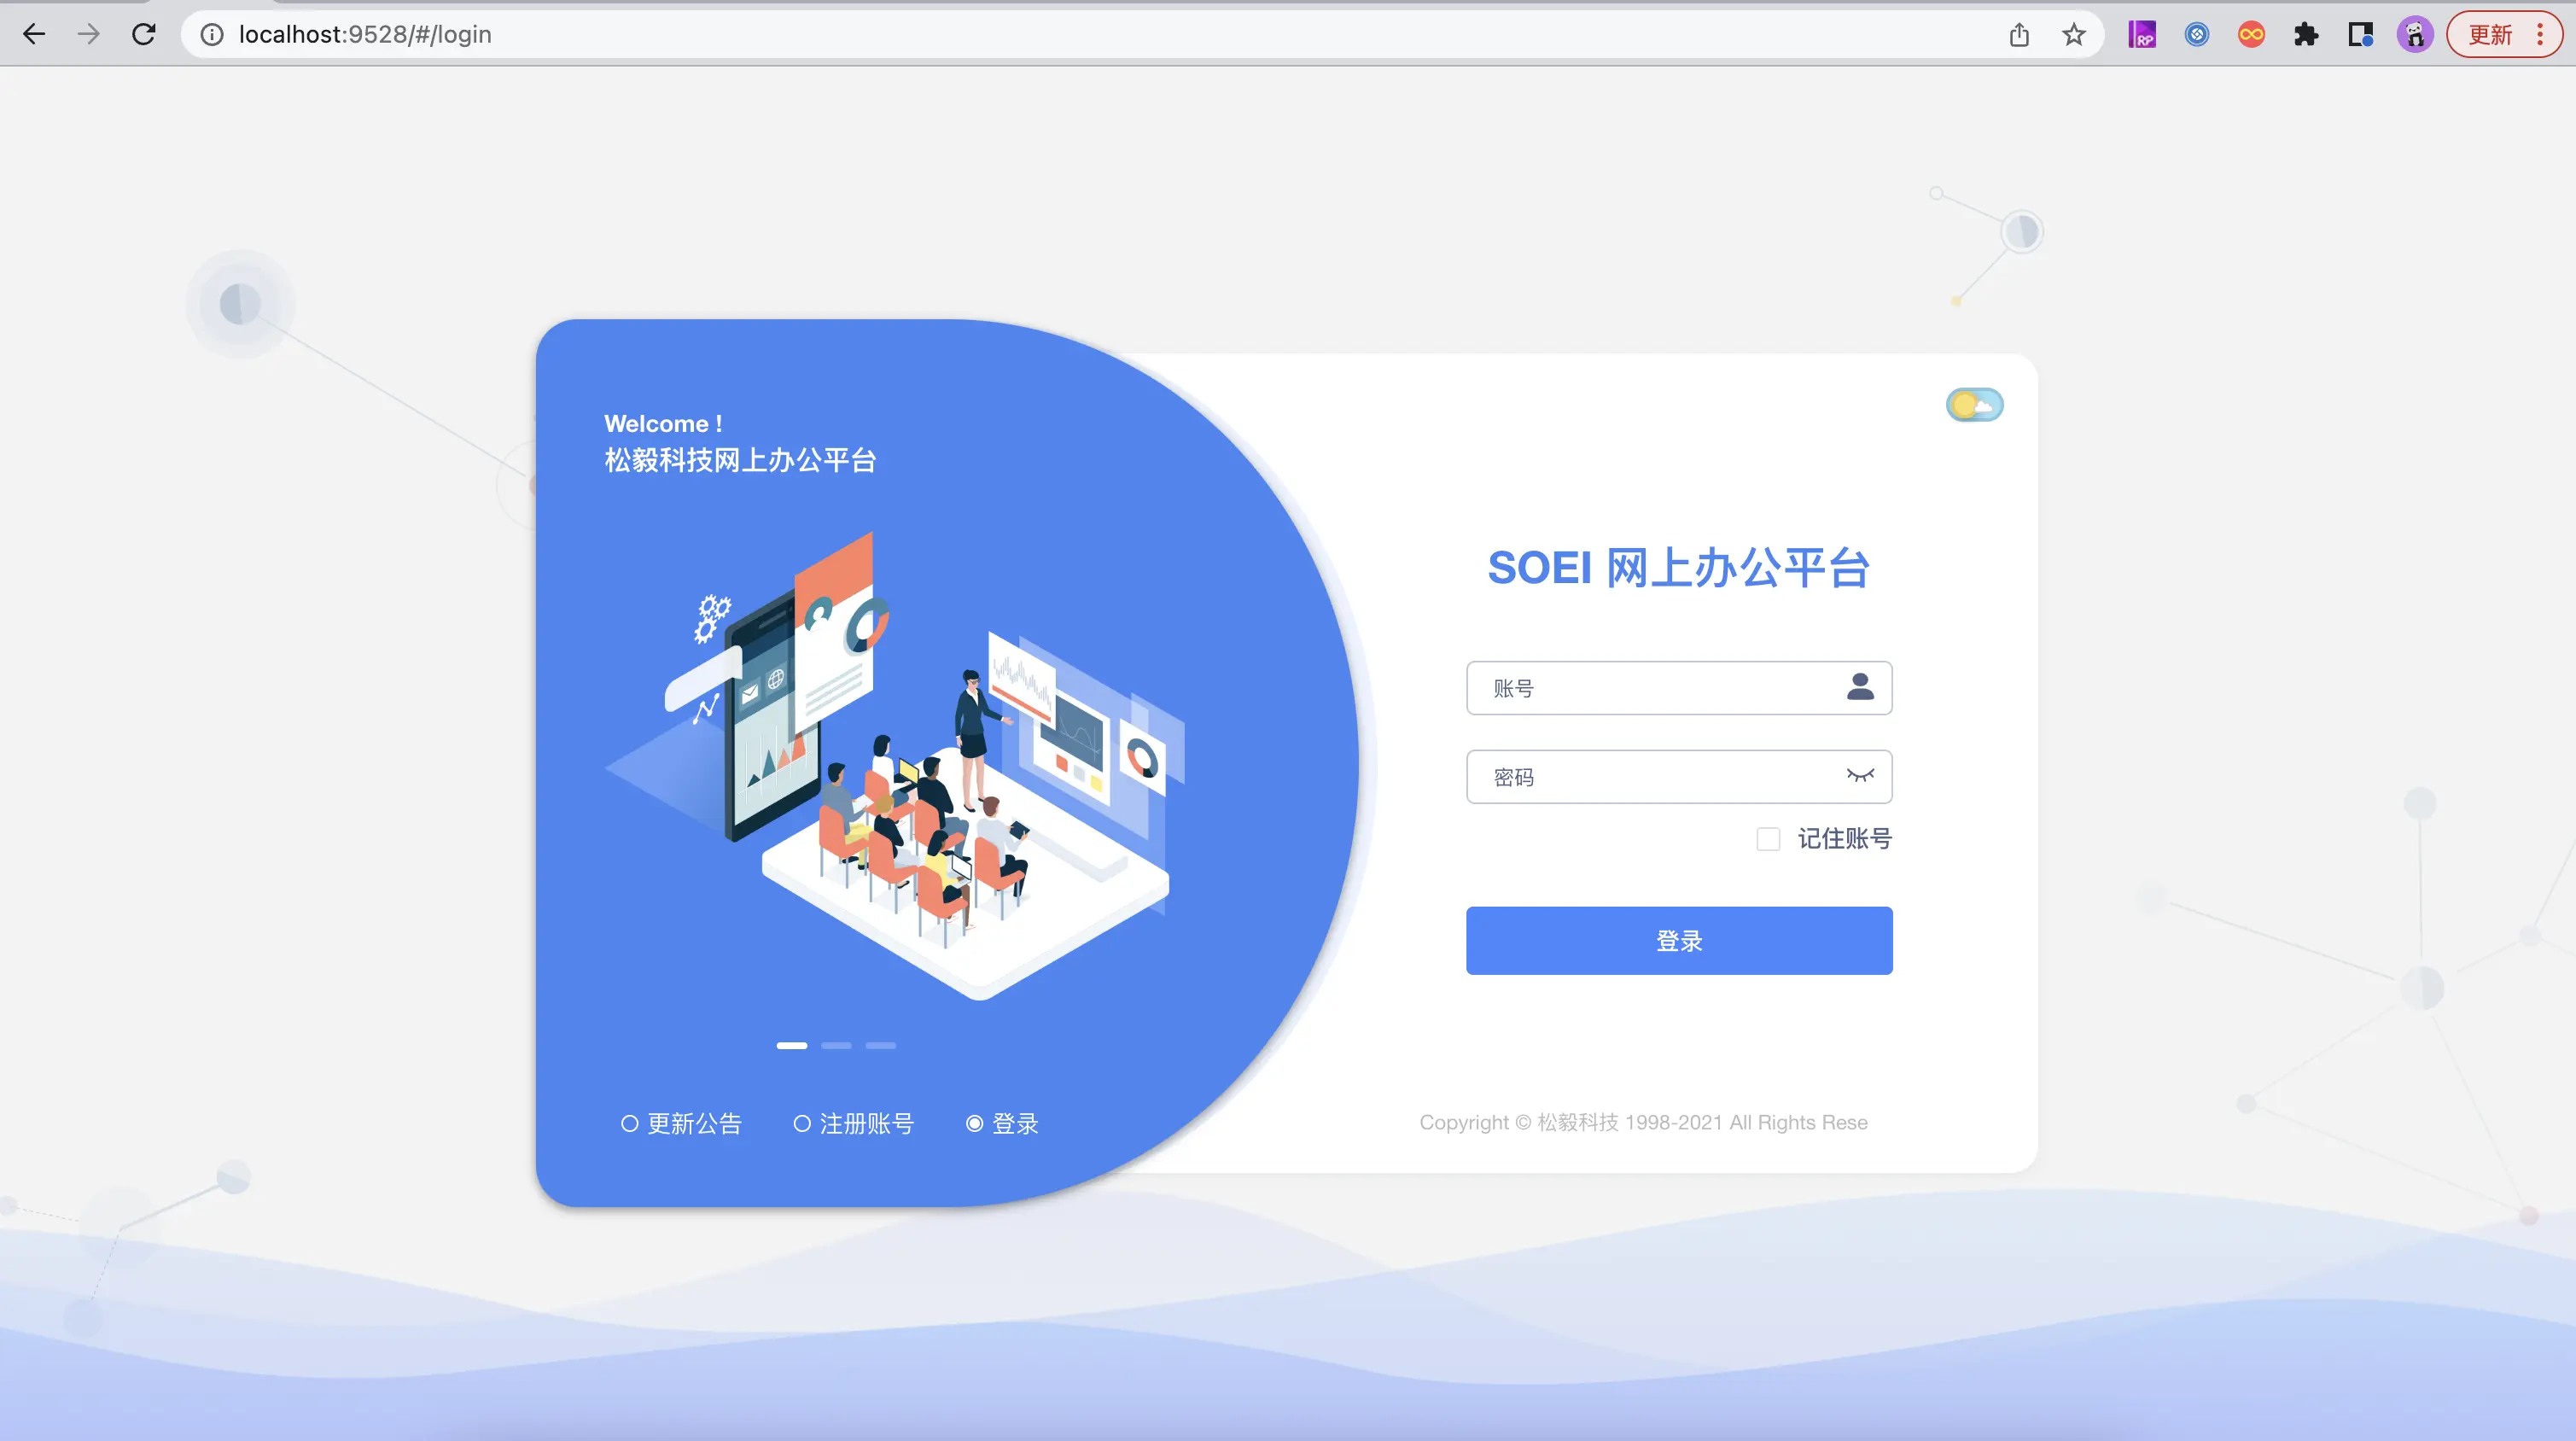 localhost:9528/#/login
更新
Welcome !
松毅科技网上办公平台
SOEI 网上办公平台
账号
密码
记住账号
登录
更新公告
注册账号
登录
Copyright © 松毅科技 1998-2021 All Rights Rese
RP